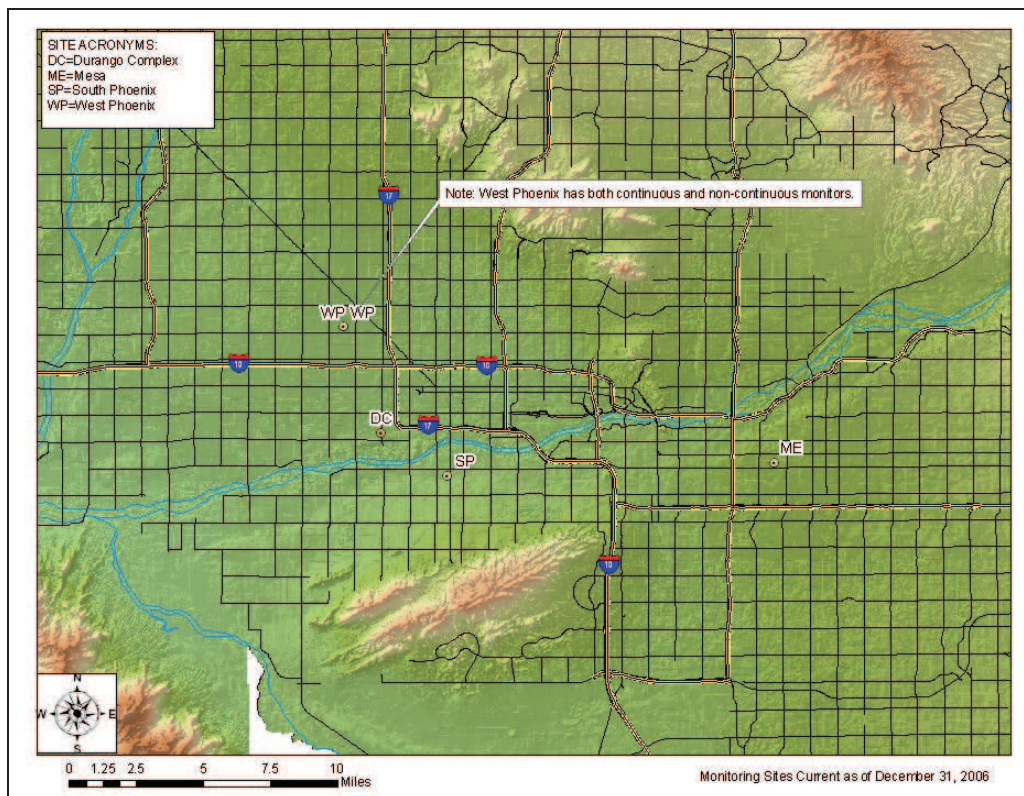 SITE ACRONYMS:
DC=Durango Complex
ME=Mesa
SP=South Phoenix
WP=West Phoenix
17
Note: West Phoenix has both continuous and non-continuous monitors.
WP WP
10
10
DC
17
SP
ME
10
N
W E
S
0 1.25 2.5 5 7.5 10
Miles
Monitoring Sites Current as of December 31, 2006